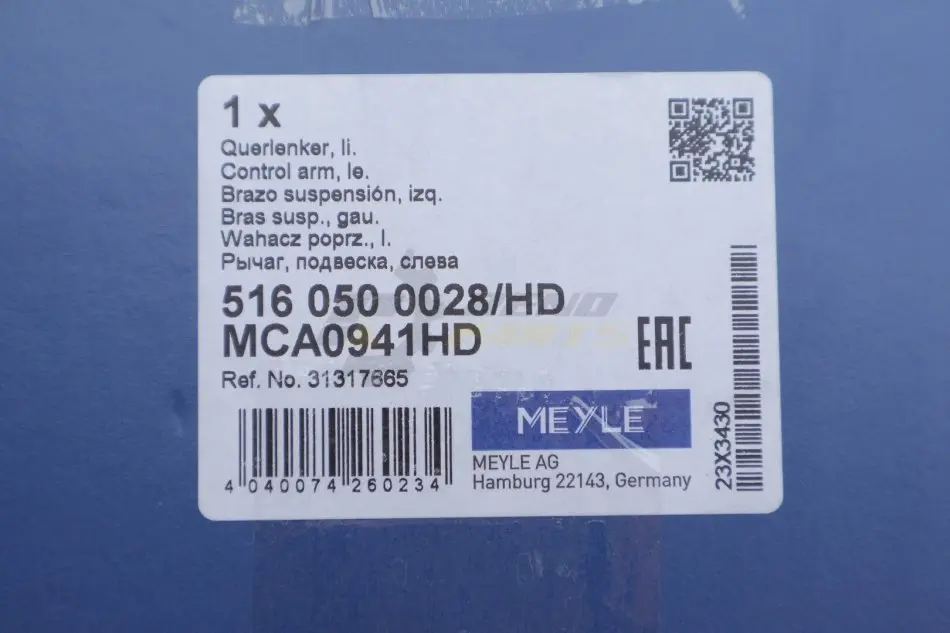 1 x
Querlenker, li.
Control arm, le.
Brazo suspensión, izq.
Bras susp., gau.
Wahacz poprz., l.
Рычаг, подвеска, слева
516 050 0028/HD
MCA0941HD
EAC
Ref. No. 31317665
MEYLE
MEYLE AG
Hamburg 22143, Germany
4 040074 260234
23X3430